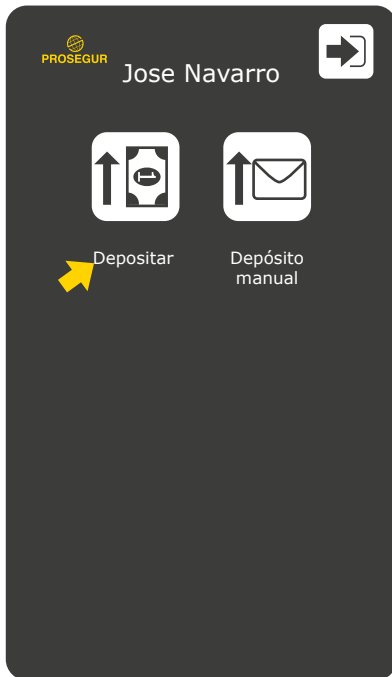 PROSEGUR
Jose Navarro
Depositar
Depósito
manual